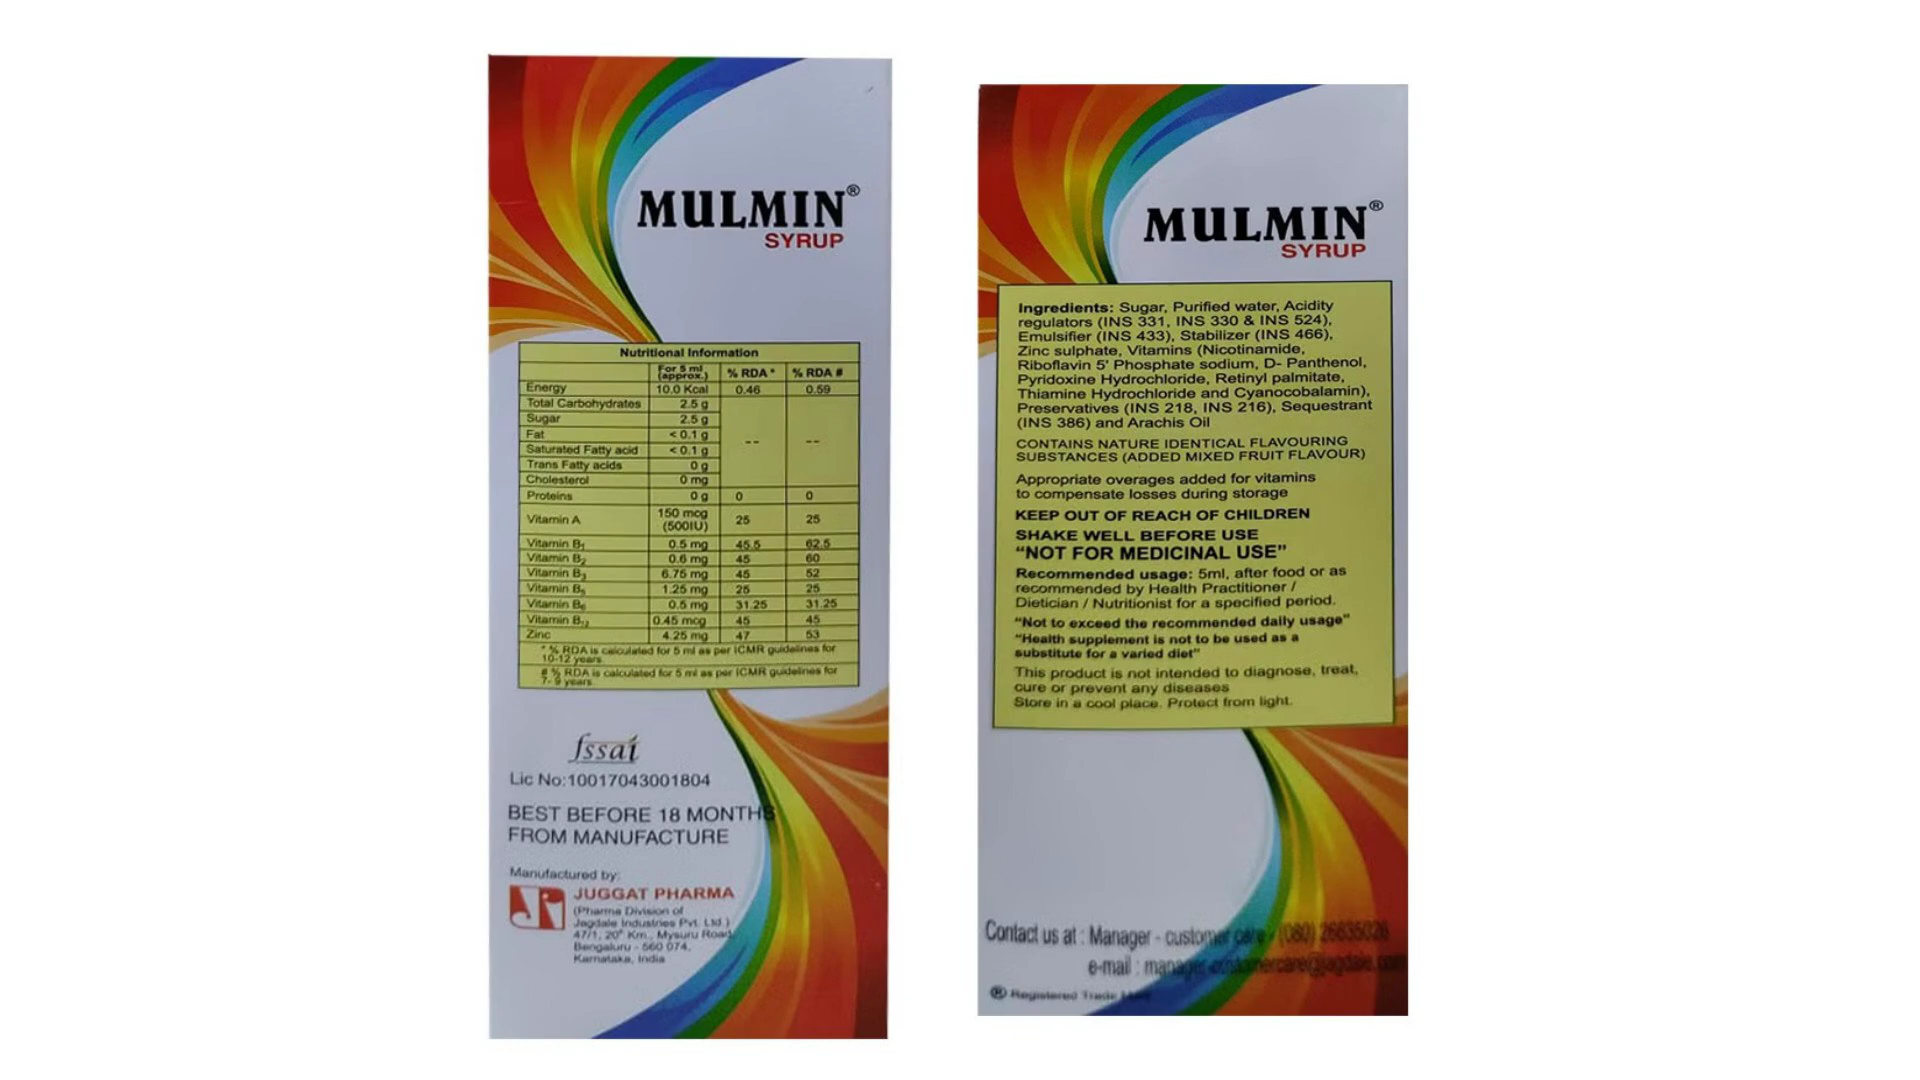 MULMIN®
SYRUP
Nutritional Information
For 5 ml (approx.) % RDA * % RDA #
Energy 10.0 Kcal 0.46 0.59
Total Carbohydrates 2.5 g
Sugar 2.5 g
Fat < 0.1 g
Saturated Fatty acid < 0.1 g
Trans Fatty acids 0 g
Cholesterol 0 mg
-- --
Proteins 0 g 0 0
Vitamin A 150 mcg (500IU) 25 25
Vitamin B1 0.5 mg 45.5 62.5
Vitamin B2 0.6 mg 45 60
Vitamin B3 6.75 mg 45 52
Vitamin B5 1.25 mg 25 25
Vitamin B6 0.5 mg 31.25 31.25
Vitamin B12 0.45 mcg 45 45
Zinc 4.25 mg 47 53
* % RDA is calculated for 5 ml as per ICMR guidelines for
10-12 years.
# % RDA is calculated for 5 ml as per ICMR guidelines for
7- 9 years.
fssai
Lic No:10017043001804
BEST BEFORE 18 MONTHS
FROM MANUFACTURE
Manufactured by:
JUGGAT PHARMA
(Pharma Division of
Jagdale Industries Pvt. Ltd.)
47/1, 20th Km., Mysuru Road,
Bengaluru - 560 074,
Karnataka, India
MULMIN®
SYRUP
Ingredients: Sugar, Purified water, Acidity
regulators (INS 331, INS 330 & INS 524),
Emulsifier (INS 433), Stabilizer (INS 466),
Zinc sulphate, Vitamins (Nicotinamide,
Riboflavin 5' Phosphate sodium, D- Panthenol,
Pyridoxine Hydrochloride, Retinyl palmitate,
Thiamine Hydrochloride and Cyanocobalamin),
Preservatives (INS 218, INS 216), Sequestrant
(INS 386) and Arachis Oil
CONTAINS NATURE IDENTICAL FLAVOURING
SUBSTANCES (ADDED MIXED FRUIT FLAVOUR)
Appropriate overages added for vitamins
to compensate losses during storage
KEEP OUT OF REACH OF CHILDREN
SHAKE WELL BEFORE USE
"NOT FOR MEDICINAL USE"
Recommended usage: 5ml, after food or as
recommended by Health Practitioner /
Dietician / Nutritionist for a specified period.
"Not to exceed the recommended daily usage"
"Health supplement is not to be used as a
substitute for a varied diet"
This product is not intended to diagnose, treat,
cure or prevent any diseases
Store in a cool place. Protect from light.
Contact us at : Manager - customer care - (080) 26635026
e-mail : manager-customercare@jagdale.com
® Registered Trade Mark